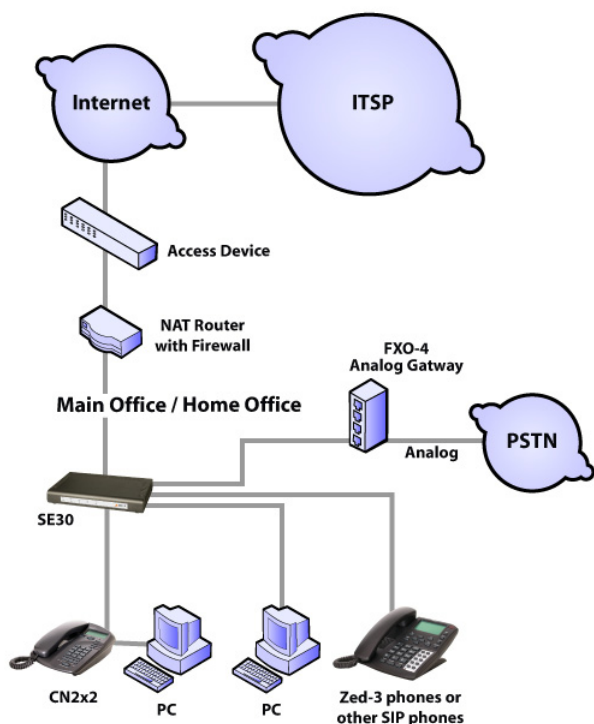 Internet
ITSP
Access Device
NAT Router
with Firewall
FXO-4
Analog Gatway
Main Office / Home Office
PSTN
Analog
SE30
CN2x2
PC
PC
Zed-3 phones or
other SIP phones